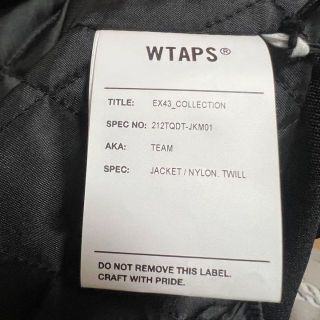 WTAPS®
TITLE: EX43_COLLECTION
SPEC NO: 212TQDT-JKM01
AKA: TEAM
SPEC: JACKET / NYLON. TWILL
DO NOT REMOVE THIS LABEL.
CRAFT WITH PRIDE.